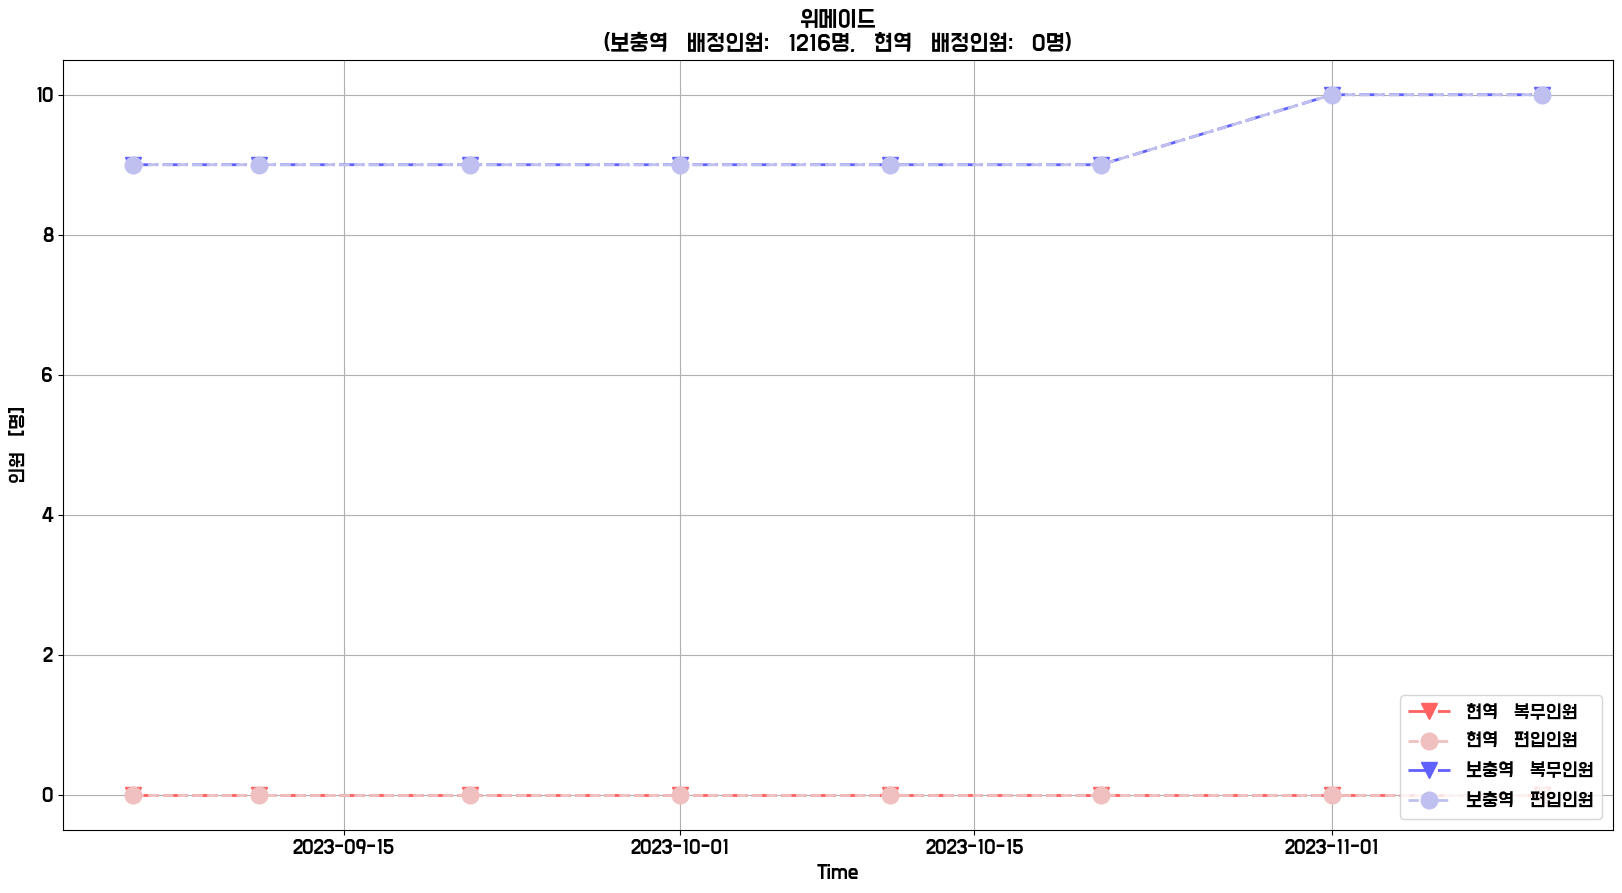 위메이드
(보충역 배정인원: 1216명, 현역 배정인원: 0명)
10
8
6
4
2
0
인원 [명]
현역 복무인원
현역 편입인원
보충역 복무인원
보충역 편입인원
2023-09-15
2023-10-01
2023-10-15
2023-11-01
Time